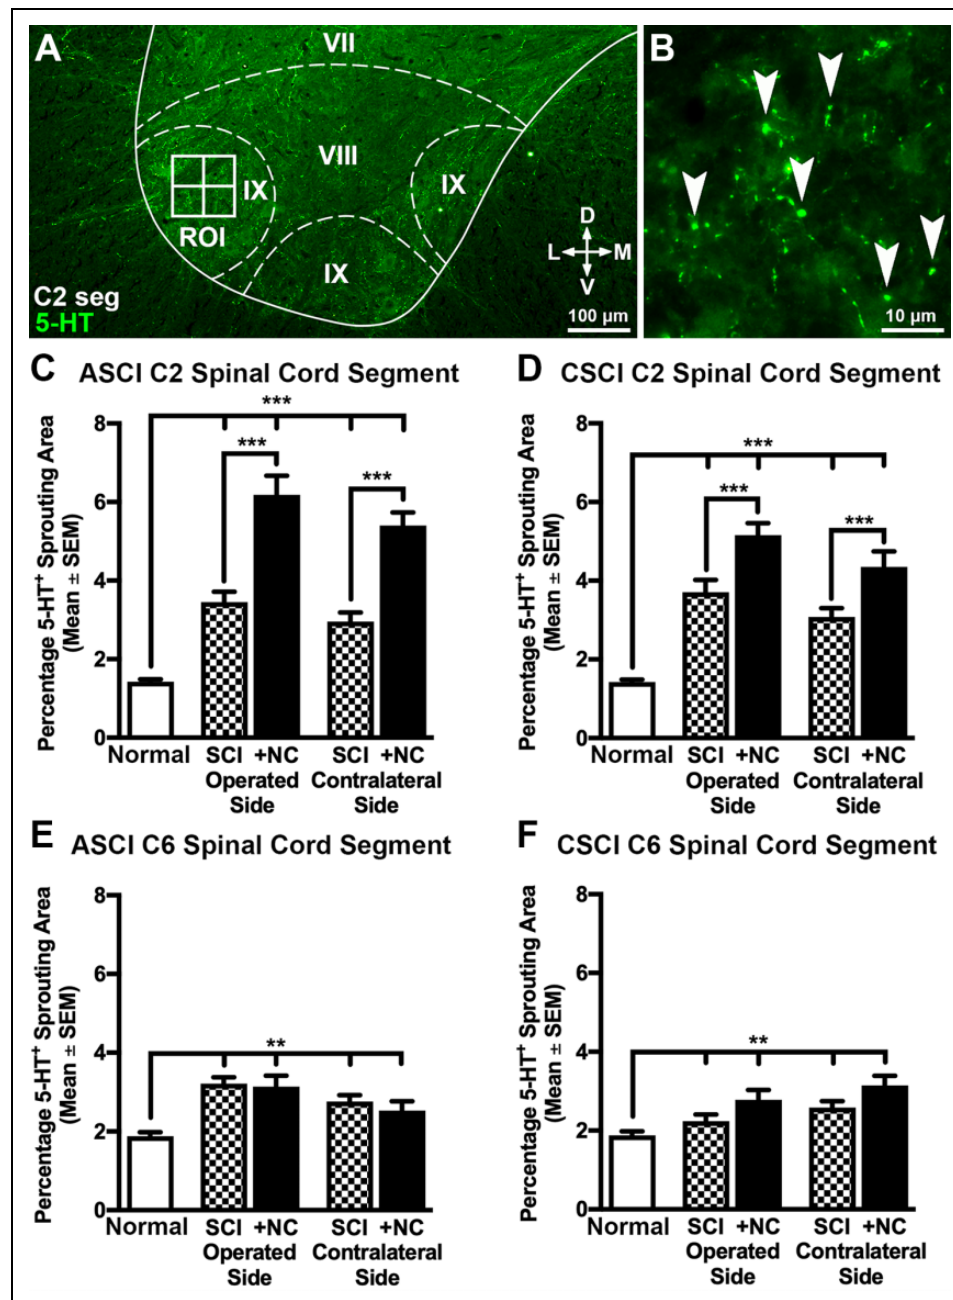 A
VII
VIII
IX
IX
IX
ROI
D
L M
V
C2 seg
5-HT
100 µm
B
10 µm
C ASCI C2 Spinal Cord Segment
Percentage 5-HT⁺ Sprouting Area
(Mean ± SEM)
8
6
4
2
0
***
***
***
Normal SCI +NC SCI +NC
Operated Contralateral
Side Side
D CSCI C2 Spinal Cord Segment
Percentage 5-HT⁺ Sprouting Area
(Mean ± SEM)
8
6
4
2
0
***
***
***
Normal SCI +NC SCI +NC
Operated Contralateral
Side Side
E ASCI C6 Spinal Cord Segment
Percentage 5-HT⁺ Sprouting Area
(Mean ± SEM)
8
6
4
2
0
**
Normal SCI +NC SCI +NC
Operated Contralateral
Side Side
F CSCI C6 Spinal Cord Segment
Percentage 5-HT⁺ Sprouting Area
(Mean ± SEM)
8
6
4
2
0
**
Normal SCI +NC SCI +NC
Operated Contralateral
Side Side